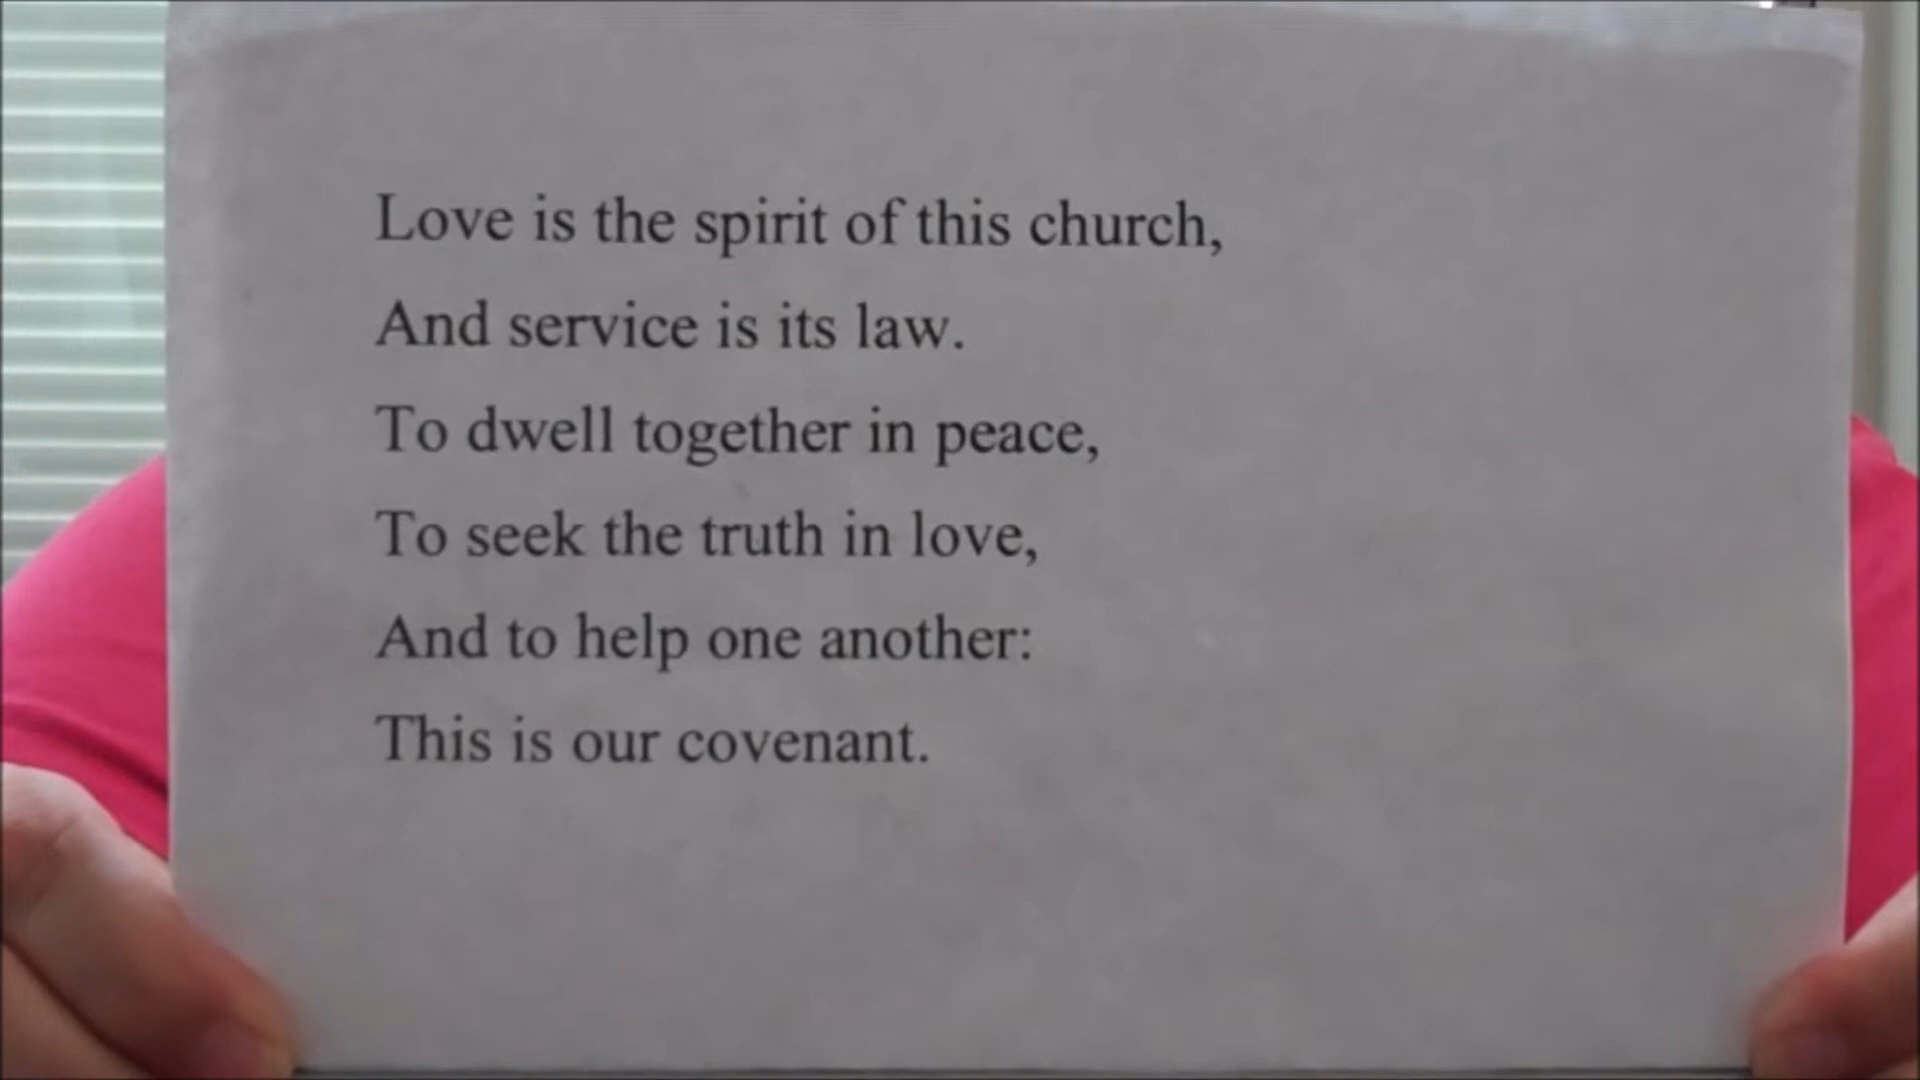 Love is the spirit of this church,
And service is its law.
To dwell together in peace,
To seek the truth in love,
And to help one another:
This is our covenant.